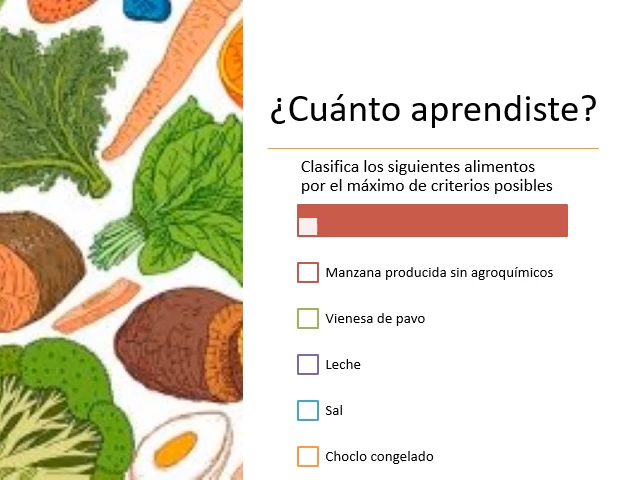 ¿Cuánto aprendiste?
Clasifica los siguientes alimentos
por el máximo de criterios posibles
Manzana producida sin agroquímicos
Vienesa de pavo
Leche
Sal
Choclo congelado